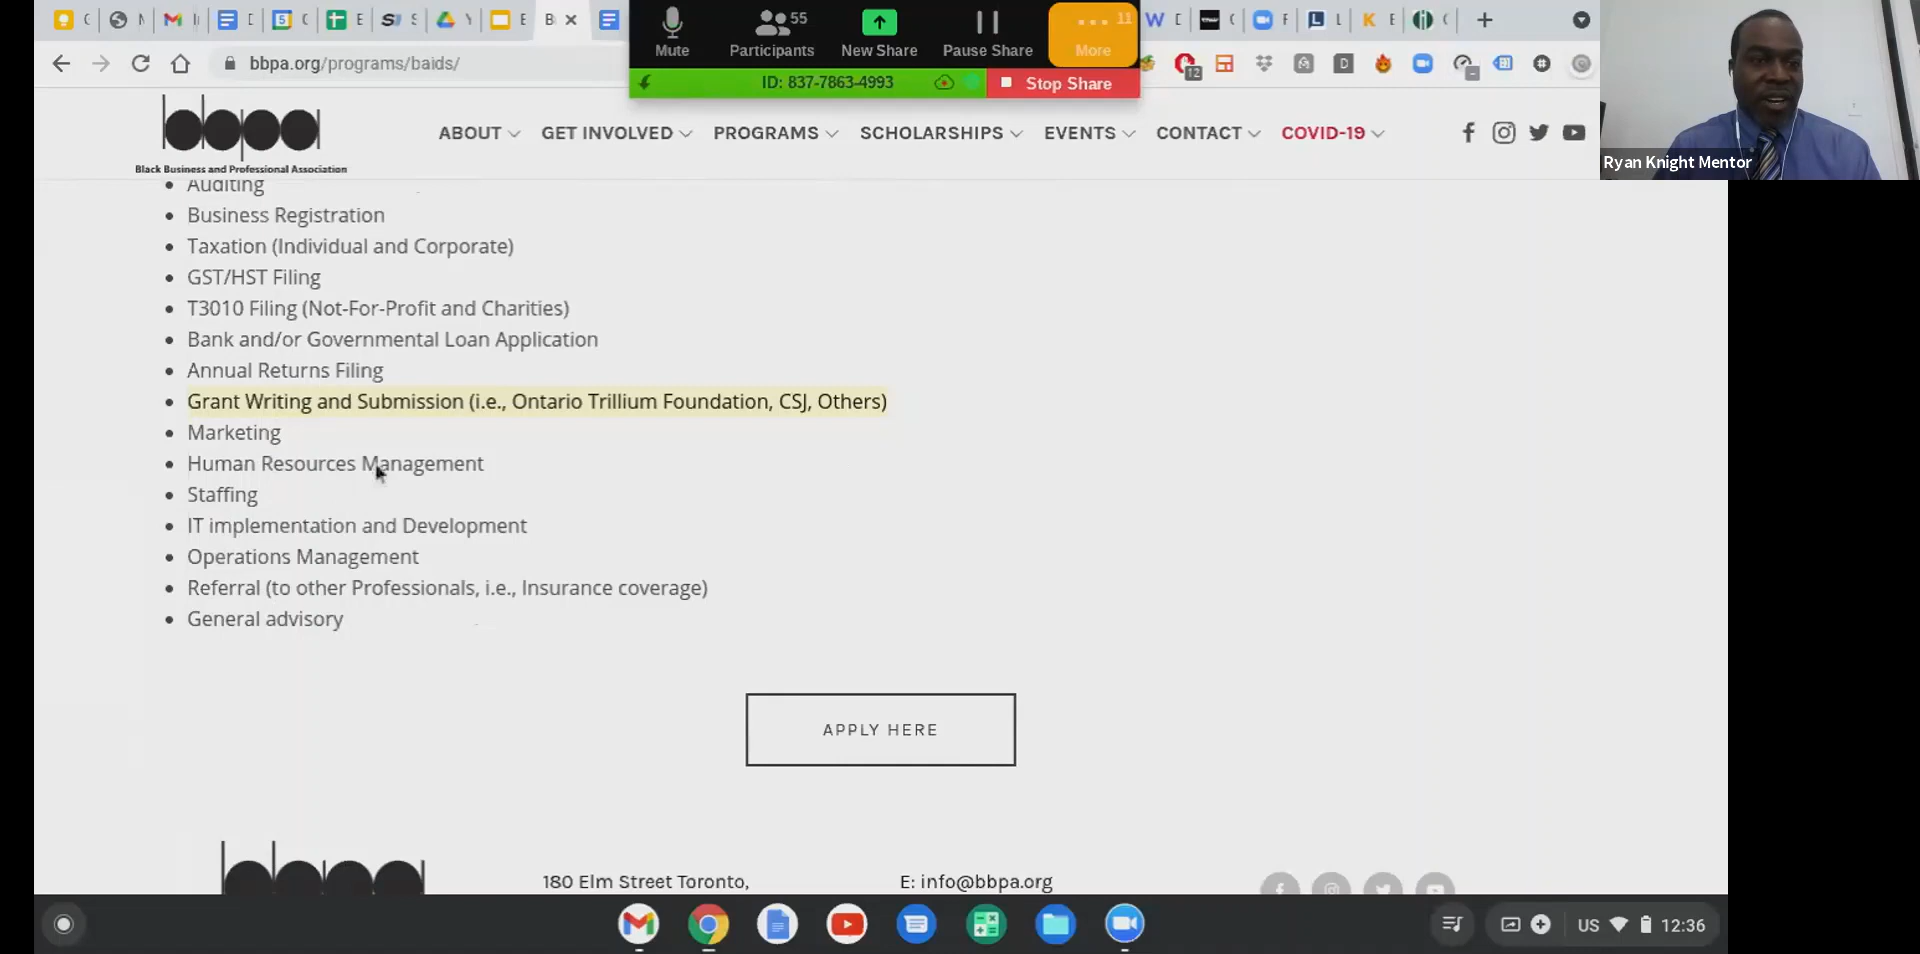 Mute
Participants 55
New Share
Pause Share
More 11
bbpa.org/programs/baids/
ID: 837-7863-4993
Stop Share
12
bbpa
Black Business and Professional Association
ABOUT
GET INVOLVED
PROGRAMS
SCHOLARSHIPS
EVENTS
CONTACT
COVID-19
Ryan Knight Mentor
Auditing
Business Registration
Taxation (Individual and Corporate)
GST/HST Filing
T3010 Filing (Not-For-Profit and Charities)
Bank and/or Governmental Loan Application
Annual Returns Filing
Grant Writing and Submission (i.e., Ontario Trillium Foundation, CSJ, Others)
Marketing
Human Resources Management
Staffing
IT implementation and Development
Operations Management
Referral (to other Professionals, i.e., Insurance coverage)
General advisory
APPLY HERE
180 Elm Street Toronto,
E: info@bbpa.org
US
12:36